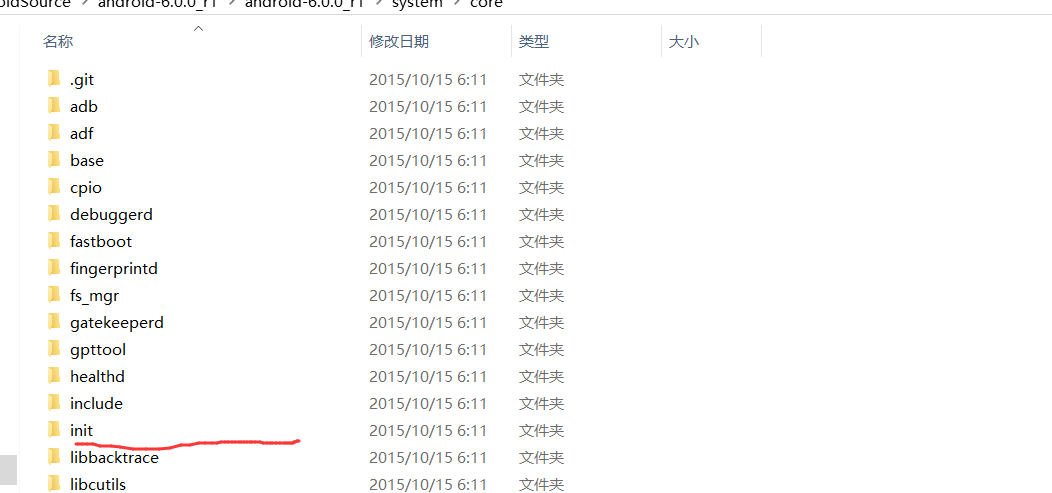 android-6.0.0_r1 > android-6.0.0_r1 > system > core
名称 修改日期 类型 大小
.git 2015/10/15 6:11 文件夹
adb 2015/10/15 6:11 文件夹
adf 2015/10/15 6:11 文件夹
base 2015/10/15 6:11 文件夹
cpio 2015/10/15 6:11 文件夹
debuggerd 2015/10/15 6:11 文件夹
fastboot 2015/10/15 6:11 文件夹
fingerprintd 2015/10/15 6:11 文件夹
fs_mgr 2015/10/15 6:11 文件夹
gatekeeperd 2015/10/15 6:11 文件夹
gpttool 2015/10/15 6:11 文件夹
healthd 2015/10/15 6:11 文件夹
include 2015/10/15 6:11 文件夹
init 2015/10/15 6:11 文件夹
libbacktrace 2015/10/15 6:11 文件夹
libcutils 2015/10/15 6:11 文件夹